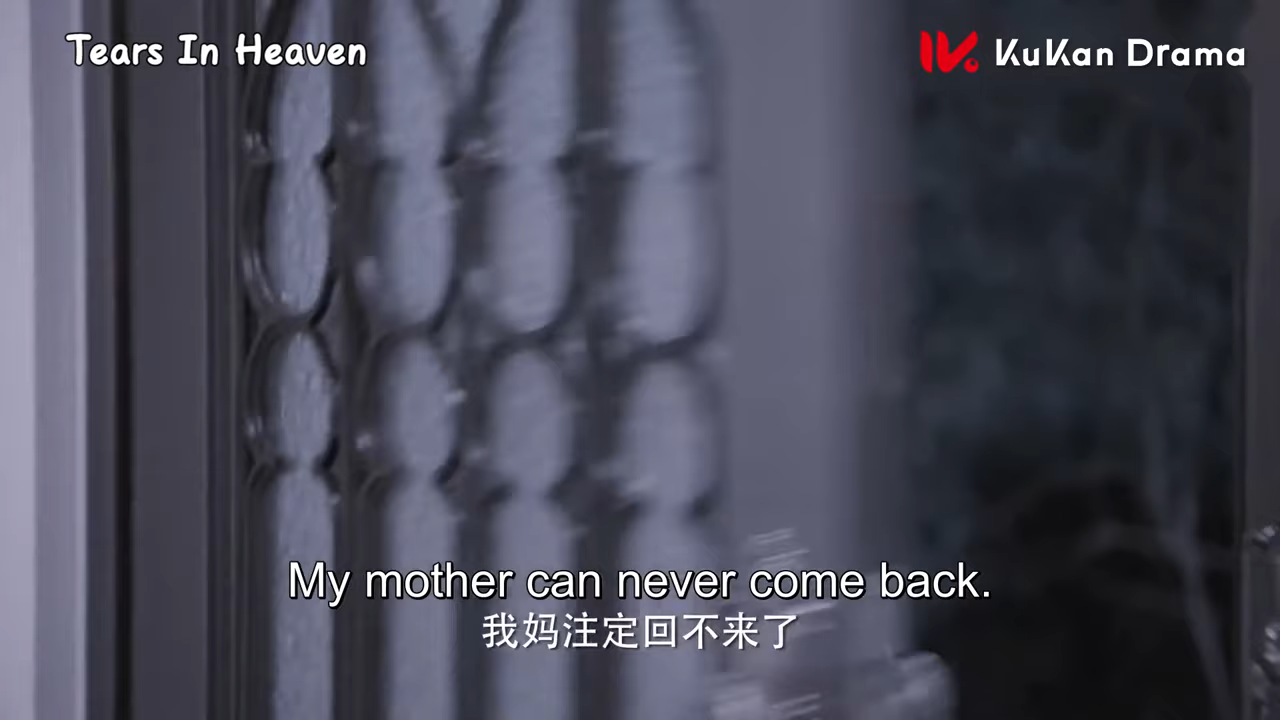 Tears In Heaven
KuKan Drama
My mother can never come back.
我妈注定回不来了